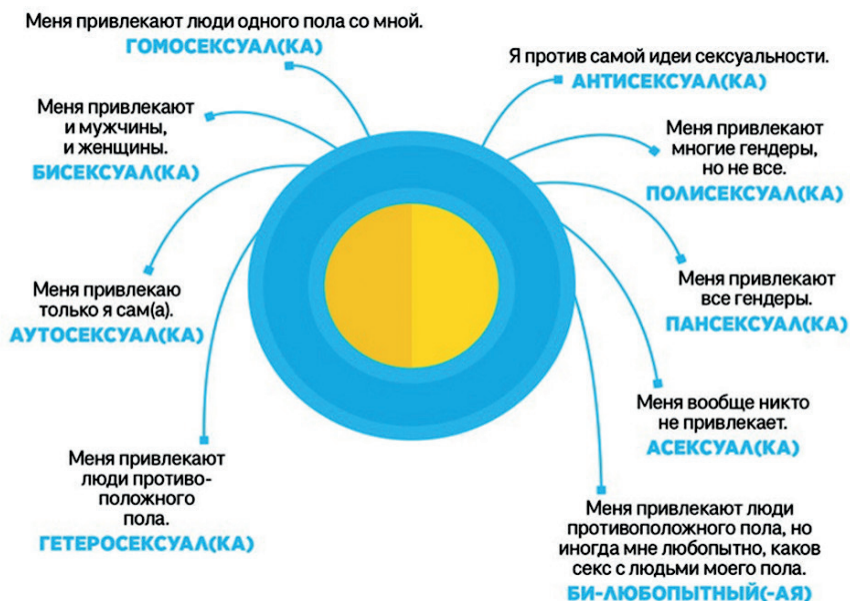 Меня привлекают люди одного пола со мной.
ГОМОСЕКСУАЛ(КА)
Меня привлекают
и мужчины,
и женщины.
БИСЕКСУАЛ(КА)
Меня привлекаю
только я сам(а).
АУТОСЕКСУАЛ(КА)
Меня привлекают
люди противо-
положного
пола.
ГЕТЕРОСЕКСУАЛ(КА)
Я против самой идеи сексуальности.
АНТИСЕКСУАЛ(КА)
Меня привлекают
многие гендеры,
но не все.
ПОЛИСЕКСУАЛ(КА)
Меня привлекают
все гендеры.
ПАНСЕКСУАЛ(КА)
Меня вообще никто
не привлекает.
АСЕКСУАЛ(КА)
Меня привлекают люди
противоположного пола, но
иногда мне любопытно, каков
секс с людьми моего пола.
БИ-ЛЮБОПЫТНЫЙ(-АЯ)